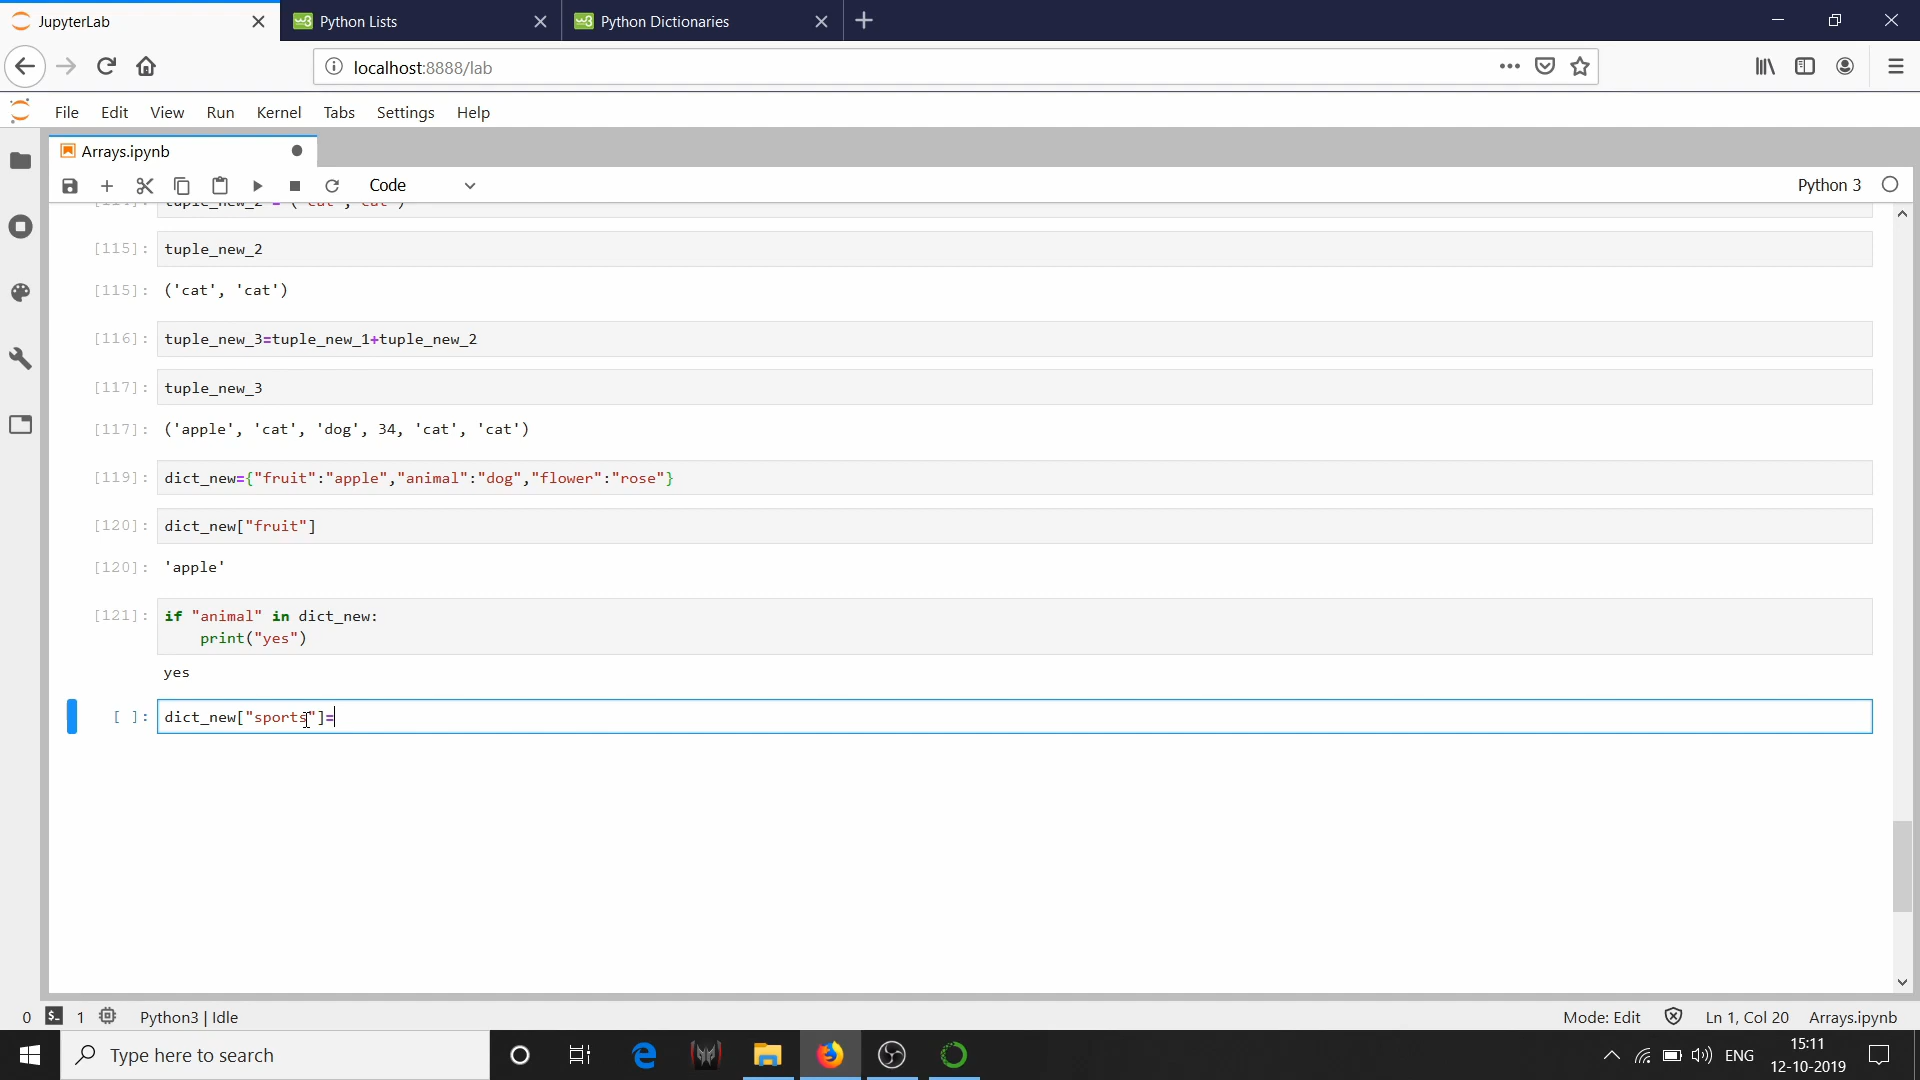 JupyterLab
Python Lists
Python Dictionaries
localhost:8888/lab
File Edit View Run Kernel Tabs Settings Help
Arrays.ipynb
Code
Python 3
[115]: tuple_new_2
[115]: ('cat', 'cat')
[116]: tuple_new_3=tuple_new_1+tuple_new_2
[117]: tuple_new_3
[117]: ('apple', 'cat', 'dog', 34, 'cat', 'cat')
[119]: dict_new={"fruit":"apple","animal":"dog","flower":"rose"}
[120]: dict_new["fruit"]
[120]: 'apple'
[121]: if "animal" in dict_new:
print("yes")
yes
[ ]: dict_new["sports"]=
0 1 Python3 | Idle
Mode: Edit Ln 1, Col 20 Arrays.ipynb
Type here to search
ENG
15:11
12-10-2019